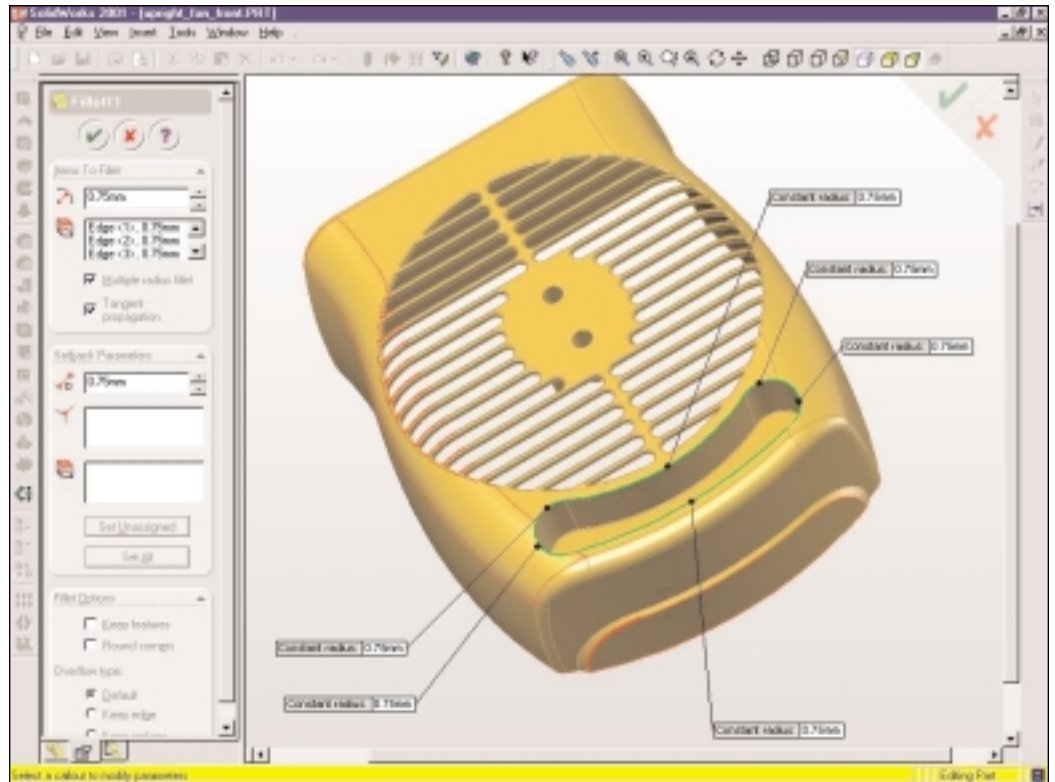 SolidWorks 2001 - [upright_fan_front.PRT]
File Edit View Insert Tools Window Help
Fillet11
Items To Fillet
0.75mm
Edge <1>, 0.75mm
Edge <2>, 0.75mm
Edge <3>, 0.75mm
Multiple radius fillet
Tangent
propagation
Setback Parameters
0.75mm
Set Unassigned
Set All
Fillet Options
Keep features
Round corners
Overflow type:
Default
Keep edge
Constant radius: 0.75mm
Constant radius: 0.75mm
Constant radius: 0.75mm
Constant radius: 0.75mm
Constant radius: 0.75mm
Constant radius: 0.75mm
Select a callout to modify parameters
Editing Part